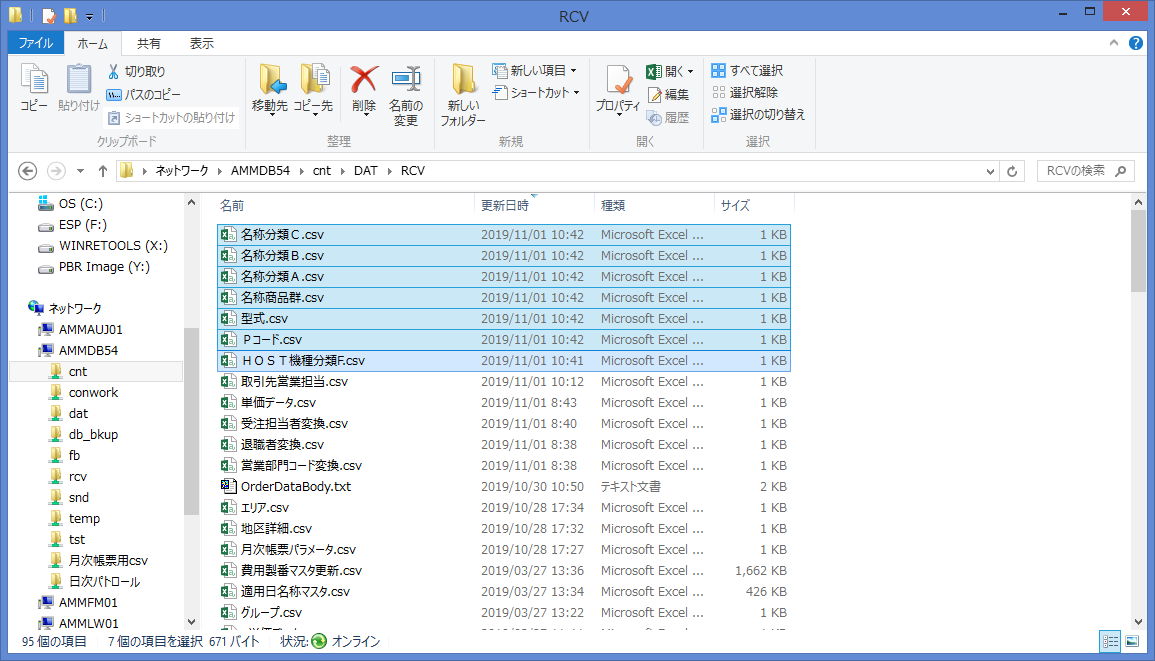 RCV
ファイル ホーム 共有 表示
コピー
貼り付け
切り取り
パスのコピー
ショートカットの貼り付け
クリップボード
移動先
コピー先
削除
名前の
変更
整理
新しい
フォルダー
新しい項目
ショートカット
新規
プロパティ
開く
編集
履歴
開く
すべて選択
選択解除
選択の切り替え
選択
ネットワーク AMMDB54 cnt DAT RCV
RCVの検索
OS (C:)
ESP (F:)
WINRETOOLS (X:)
PBR Image (Y:)
ネットワーク
AMMAUJ01
AMMDB54
cnt
conwork
dat
db_bkup
fb
rcv
snd
temp
tst
月次帳票用csv
日次パトロール
AMMFM01
AMMLW01
名前 更新日時 種類 サイズ
名称分類C.csv 2019/11/01 10:42 Microsoft Excel ... 1 KB
名称分類B.csv 2019/11/01 10:42 Microsoft Excel ... 1 KB
名称分類A.csv 2019/11/01 10:42 Microsoft Excel ... 1 KB
名称商品群.csv 2019/11/01 10:42 Microsoft Excel ... 1 KB
型式.csv 2019/11/01 10:42 Microsoft Excel ... 1 KB
Pコード.csv 2019/11/01 10:42 Microsoft Excel ... 1 KB
HOST機種分類F.csv 2019/11/01 10:41 Microsoft Excel ... 1 KB
取引先営業担当.csv 2019/11/01 10:12 Microsoft Excel ... 1 KB
単価データ.csv 2019/11/01 8:43 Microsoft Excel ... 1 KB
受注担当者変換.csv 2019/11/01 8:40 Microsoft Excel ... 1 KB
退職者変換.csv 2019/11/01 8:38 Microsoft Excel ... 1 KB
営業部門コード変換.csv 2019/11/01 8:38 Microsoft Excel ... 1 KB
OrderDataBody.txt 2019/10/30 10:50 テキスト文書 2 KB
エリア.csv 2019/10/28 17:34 Microsoft Excel ... 1 KB
地区詳細.csv 2019/10/28 17:32 Microsoft Excel ... 1 KB
月次帳票パラメータ.csv 2019/10/28 17:27 Microsoft Excel ... 1 KB
費用製番マスタ更新.csv 2019/03/27 13:36 Microsoft Excel ... 1,662 KB
適用日名称マスタ.csv 2019/03/27 13:34 Microsoft Excel ... 426 KB
グループ.csv 2019/03/27 13:22 Microsoft Excel ... 1 KB
95 個の項目 7 個の項目を選択 671 バイト 状況: オンライン